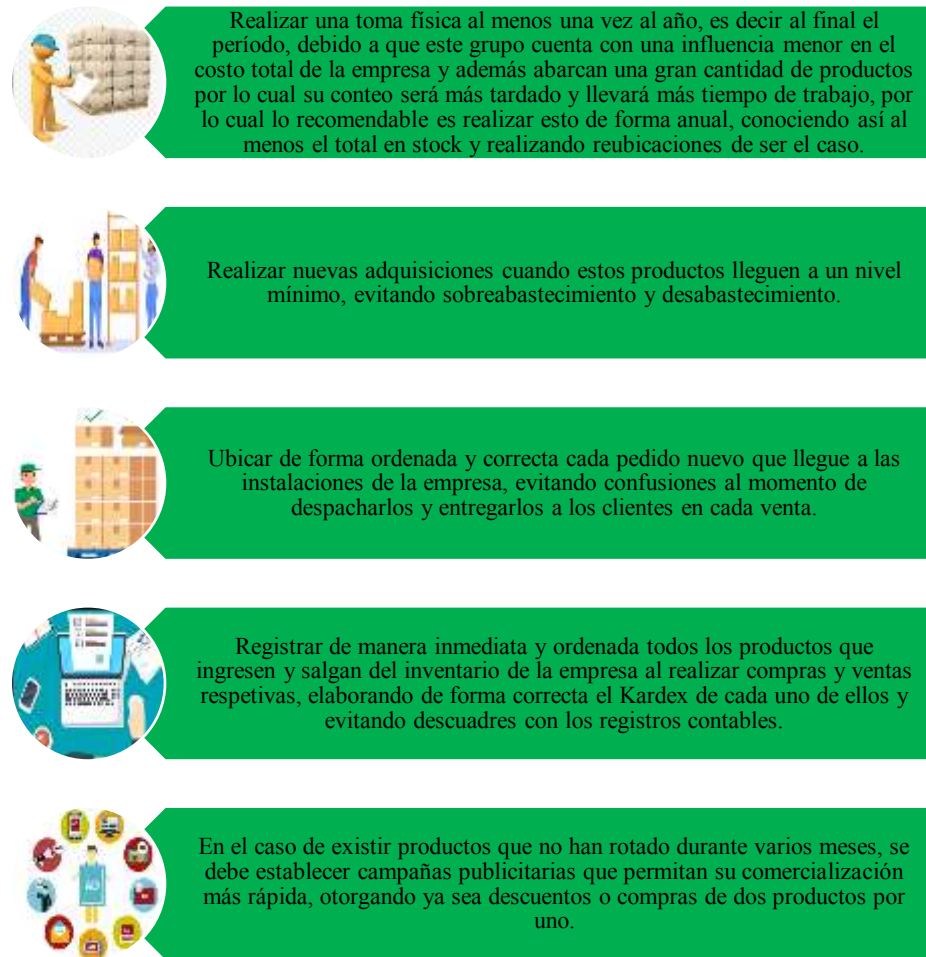 Realizar una toma física al menos una vez al año, es decir al final el
período, debido a que este grupo cuenta con una influencia menor en el
costo total de la empresa y además abarcan una gran cantidad de productos
por lo cual su conteo será más tardado y llevará más tiempo de trabajo, por
lo cual lo recomendable es realizar esto de forma anual, conociendo así al
menos el total en stock y realizando reubicaciones de ser el caso.
Realizar nuevas adquisiciones cuando estos productos lleguen a un nivel
mínimo, evitando sobreabastecimiento y desabastecimiento.
Ubicar de forma ordenada y correcta cada pedido nuevo que llegue a las
instalaciones de la empresa, evitando confusiones al momento de
despacharlos y entregarlos a los clientes en cada venta.
Registrar de manera inmediata y ordenada todos los productos que
ingresen y salgan del inventario de la empresa al realizar compras y ventas
respetivas, elaborando de forma correcta el Kardex de cada uno de ellos y
evitando descuadres con los registros contables.
En el caso de existir productos que no han rotado durante varios meses, se
debe establecer campañas publicitarias que permitan su comercialización
más rápida, otorgando ya sea descuentos o compras de dos productos por
uno.